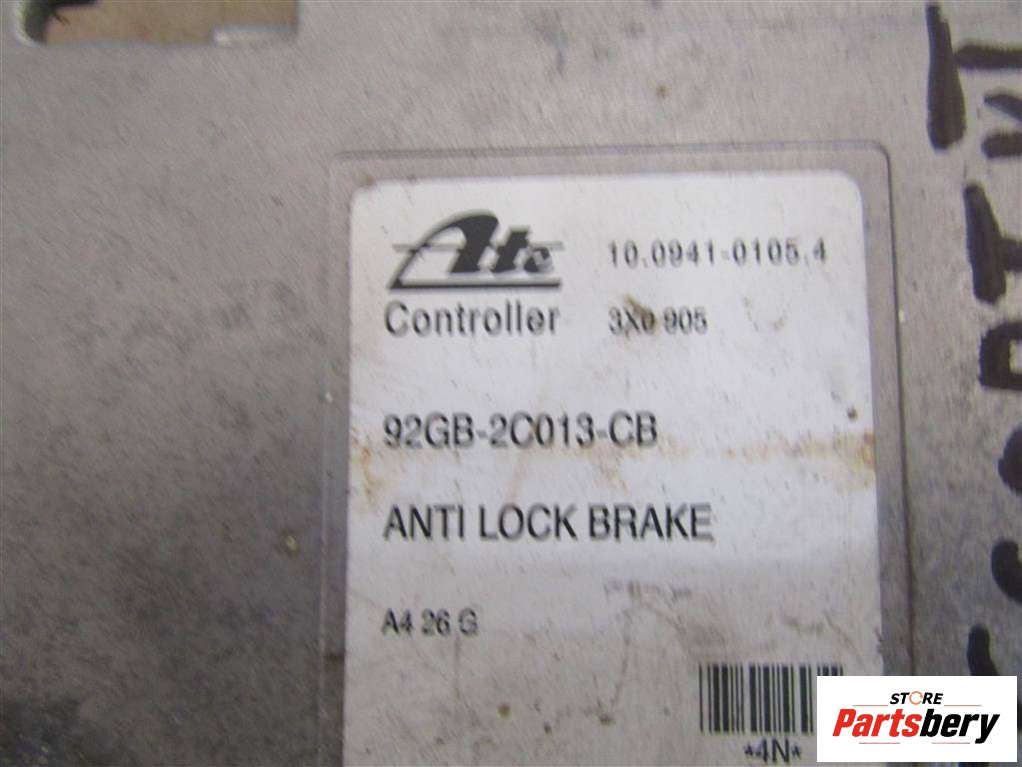 Ate 10.0941-0105.4
Controller 3X0 905
92GB-2C013-CB
ANTI LOCK BRAKE
A4 26 G
*4N*
STORE
Partsbery